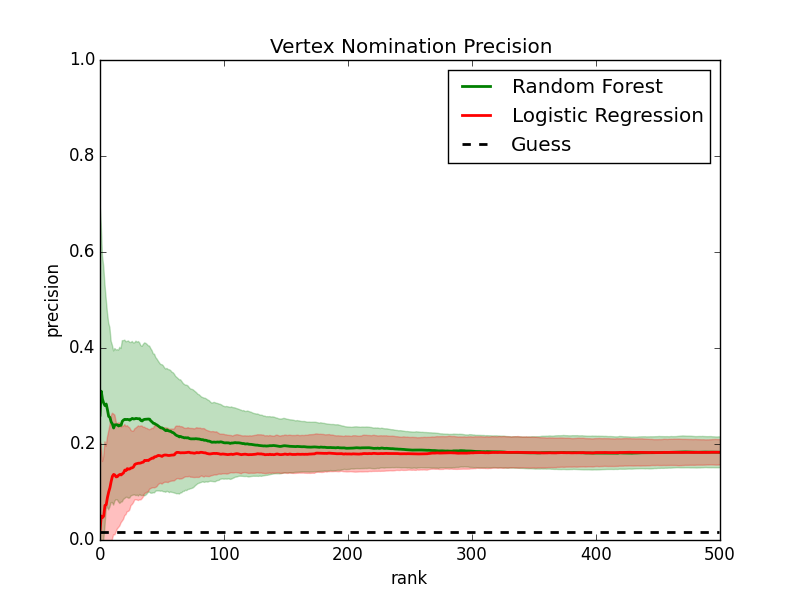 Vertex Nomination Precision
1.0
0.8
0.6
0.4
0.2
0.0
precision
0 100 200 300 400 500
rank
Random Forest
Logistic Regression
Guess